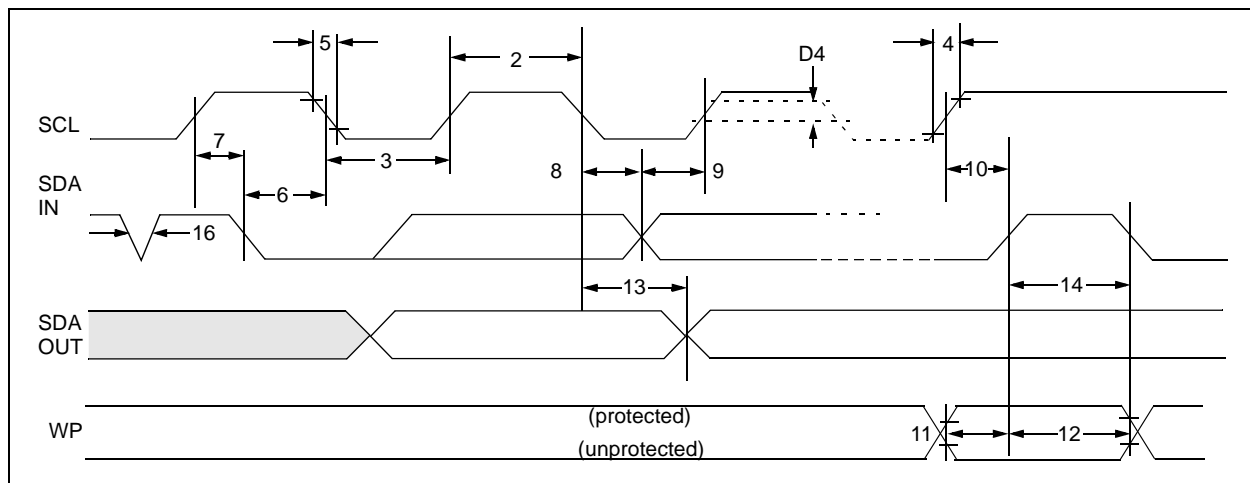 5
2
D4
4
SCL
7
3
8
9
10
SDA
IN
6
16
13
14
SDA
OUT
WP
(protected)
(unprotected)
11
12